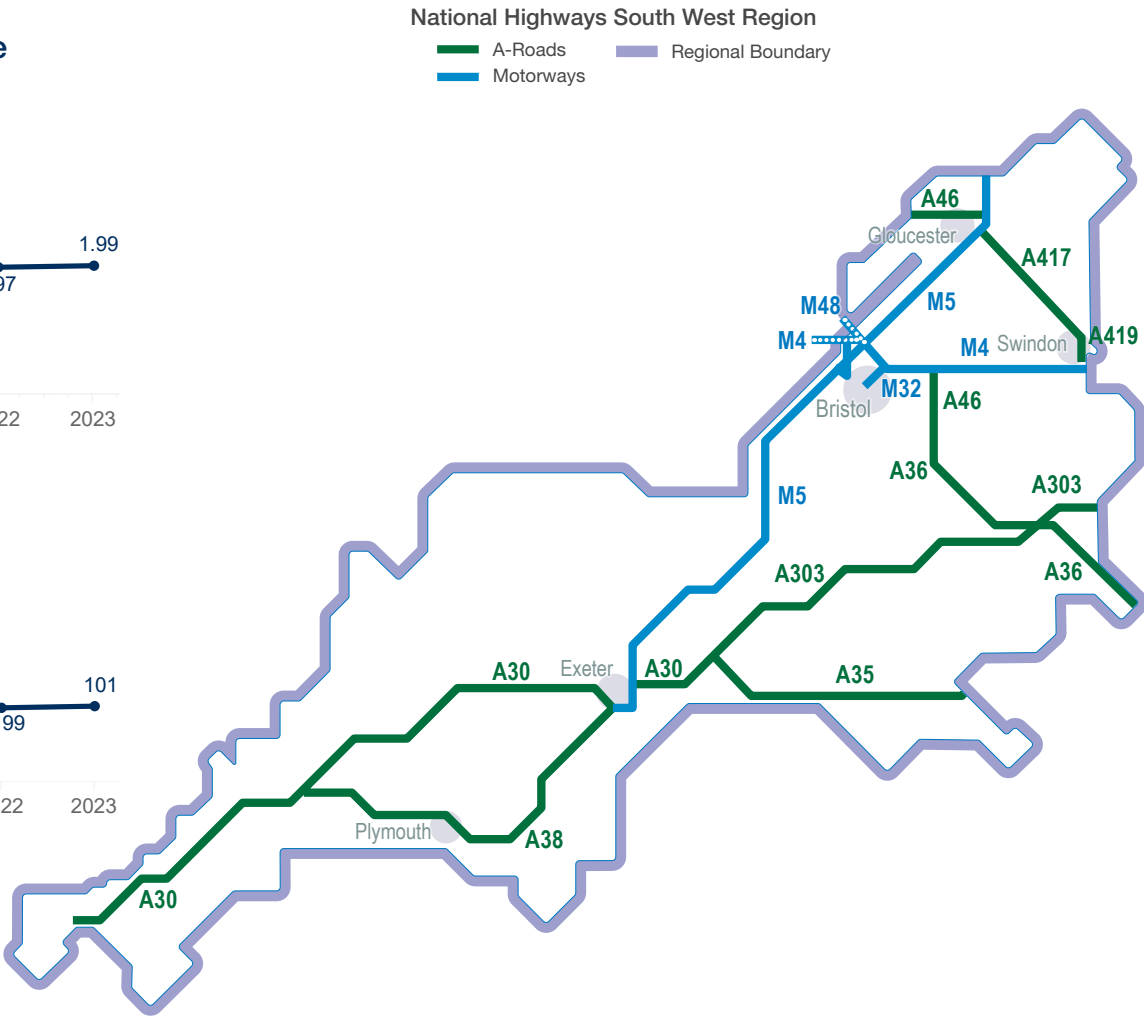 National Highways South West Region
A-Roads
Regional Boundary
Motorways
e
1.99
97
22
2023
A46
Gloucester
A417
M5
M48
M4
M4
Swindon
A419
M32
Bristol
A46
A36
A303
M5
A303
A36
Exeter
A30
A30
A35
101
99
22
2023
Plymouth
A38
A30